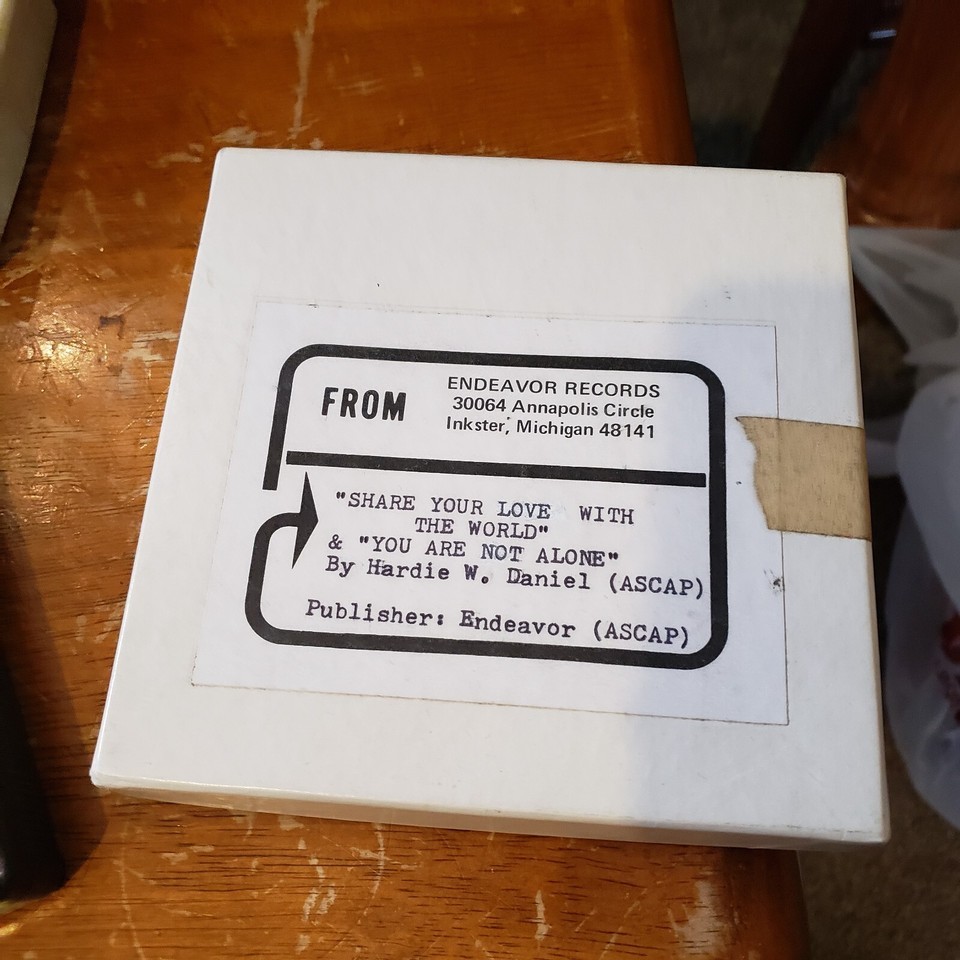 FROM
ENDEAVOR RECORDS
30064 Annapolis Circle
Inkster, Michigan 48141
"SHARE YOUR LOVE WITH
THE WORLD"
& "YOU ARE NOT ALONE"
By Hardie W. Daniel (ASCAP)
Publisher: Endeavor (ASCAP)